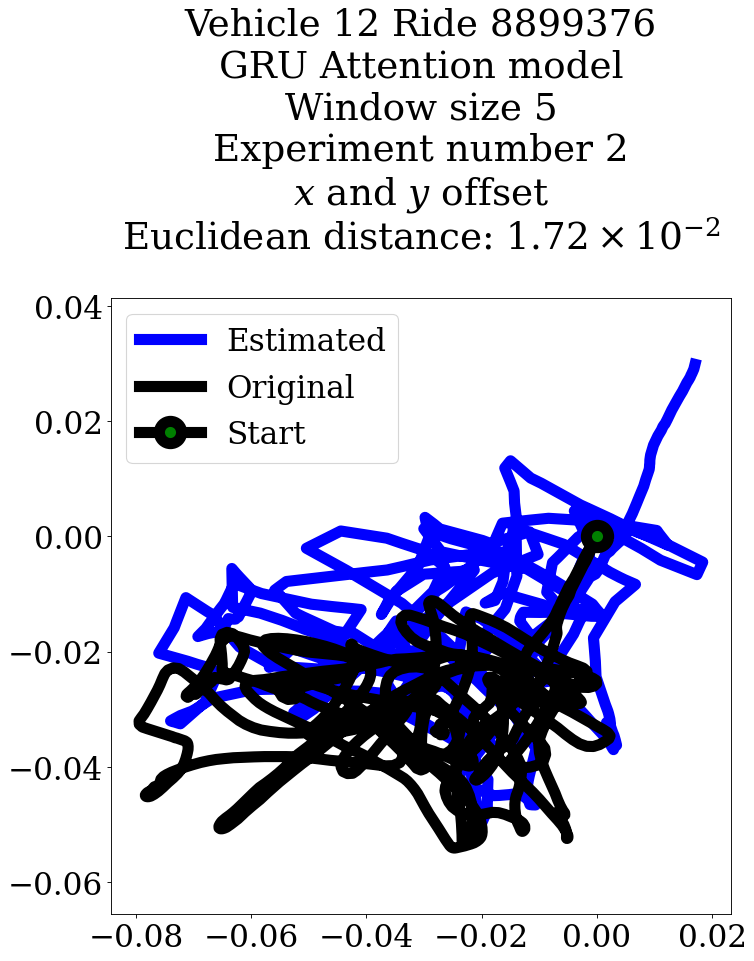 Vehicle 12 Ride 8899376
GRU Attention model
Window size 5
Experiment number 2
x and y offset
Euclidean distance: 1.72 × 10⁻²
0.04
0.02
0.00
−0.02
−0.04
−0.06
Estimated
Original
Start
−0.08 −0.06 −0.04 −0.02 0.00 0.02